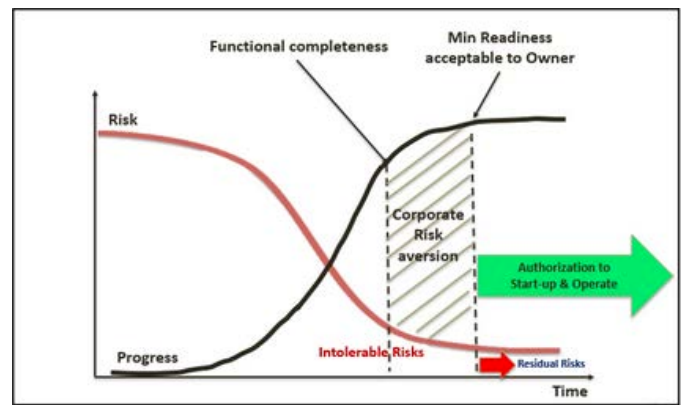 Functional completeness
Min Readiness
acceptable to Owner
Risk
Corporate
Risk
aversion
Authorization to
Start-up & Operate
Progress
Intolerable Risks
Residual Risks
Time